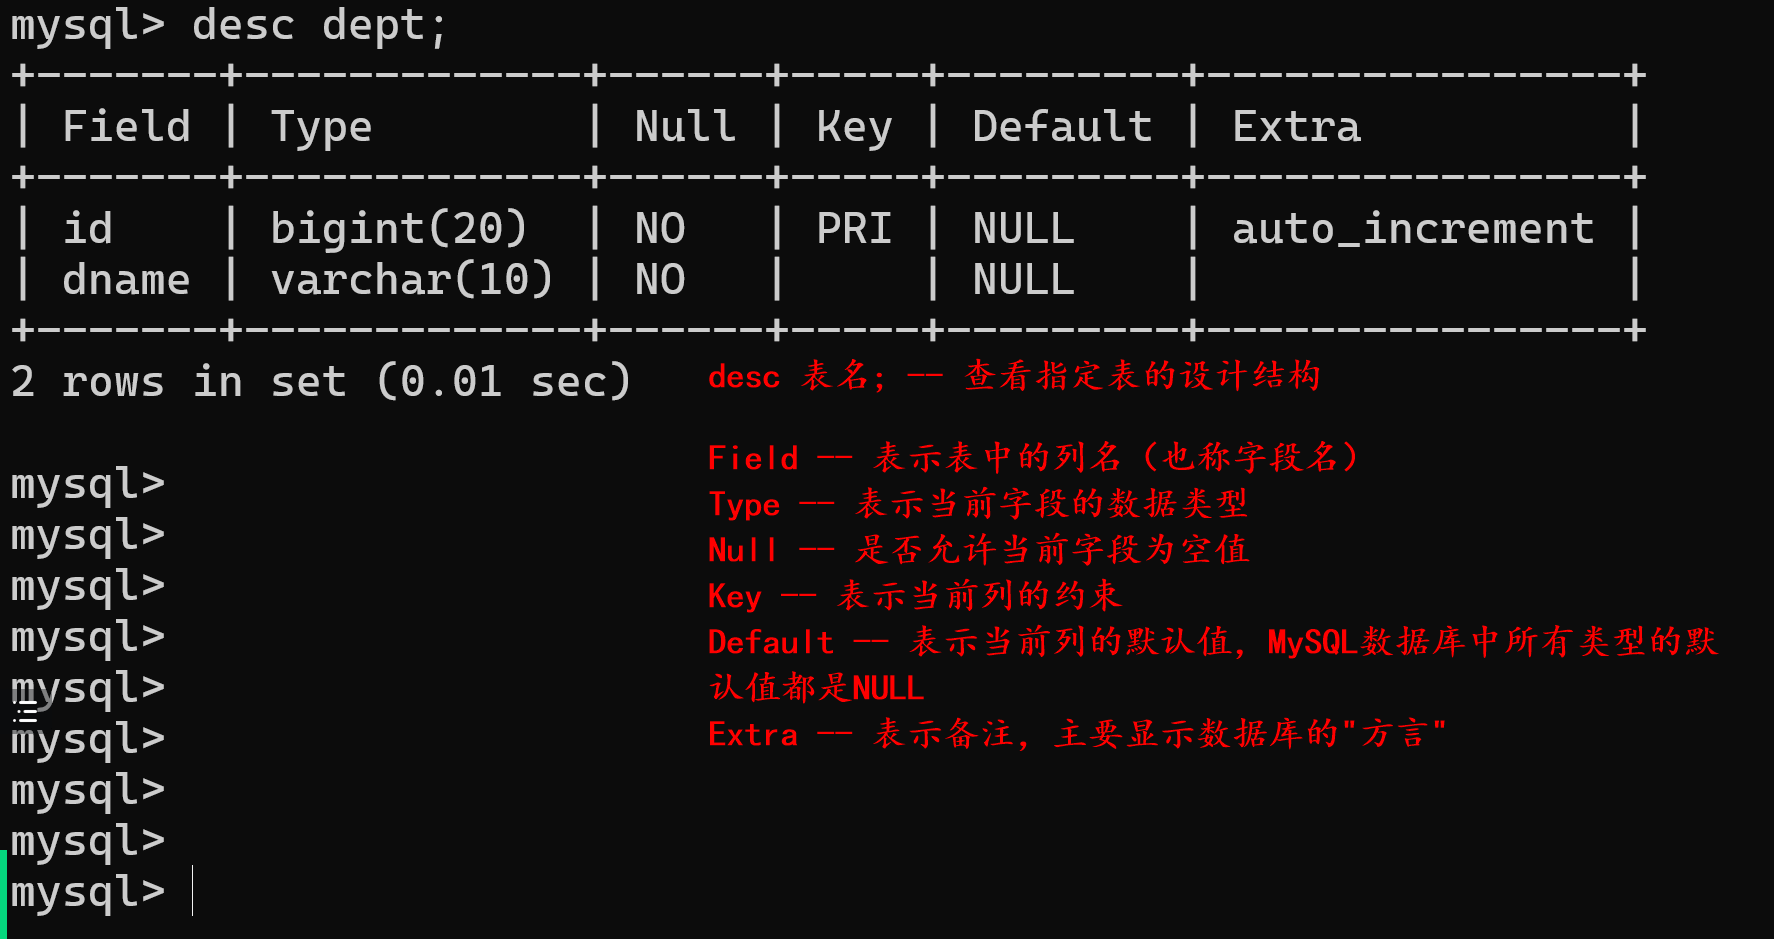 mysql> desc dept;
+-------+-------------+------+-----+---------+----------------+
| Field | Type        | Null | Key | Default | Extra          |
+-------+-------------+------+-----+---------+----------------+
| id    | bigint(20)  | NO   | PRI | NULL    | auto_increment |
| dname | varchar(10) | NO   |     | NULL    |                |
+-------+-------------+------+-----+---------+----------------+
2 rows in set (0.01 sec)
desc 表名; -- 查看指定表的设计结构
Field -- 表示表中的列名（也称字段名）
Type -- 表示当前字段的数据类型
Null -- 是否允许当前字段为空值
Key -- 表示当前列的约束
Default -- 表示当前列的默认值，MySQL数据库中所有类型的默
认值都是NULL
Extra -- 表示备注，主要显示数据库的"方言"
mysql>
mysql>
mysql>
mysql>
mysql>
mysql>
mysql>
mysql>
mysql>